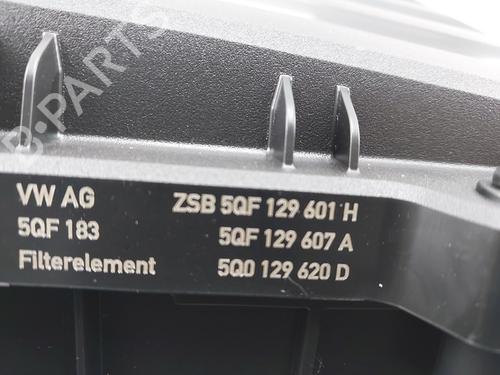 B-PARTS
VW AG ZSB 5QF 129 601 H
5QF 183 5QF 129 607 A
Filterelement 5Q0 129 620 D